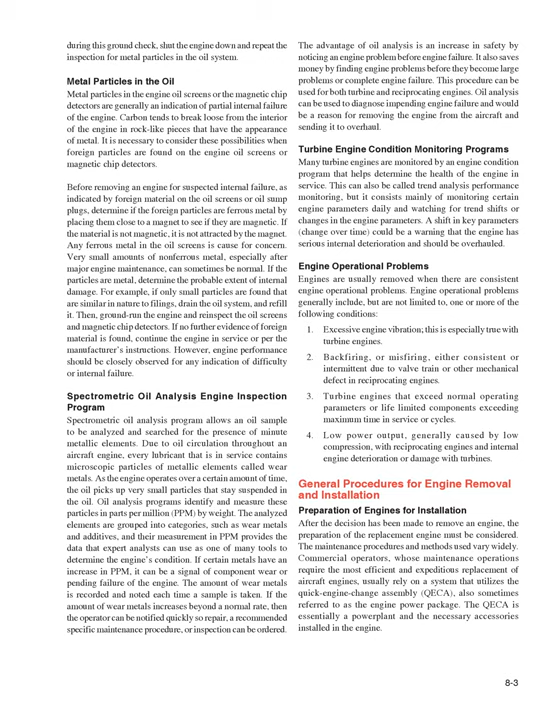 during this ground check, shut the engine down and repeat the
inspection for metal particles in the oil system.
Metal Particles in the Oil
Metal particles in the engine oil screens or the magnetic chip
detectors are generally an indication of partial internal failure
of the engine. Carbon tends to break loose from the interior
of the engine in rock-like pieces that have the appearance
of metal. It is necessary to consider these possibilities when
foreign particles are found on the engine oil screens or
magnetic chip detectors.
Before removing an engine for suspected internal failure, as
indicated by foreign material on the oil screens or oil sump
plugs, determine if the foreign particles are ferrous metal by
placing them close to a magnet to see if they are magnetic. If
the material is not magnetic, it is not attracted by the magnet.
Any ferrous metal in the oil screens is cause for concern.
Very small amounts of nonferrous metal, especially after
major engine maintenance, can sometimes be normal. If the
particles are metal, determine the probable extent of internal
damage. For example, if only small particles are found that
are similar in nature to filings, drain the oil system, and refill
it. Then, ground-run the engine and reinspect the oil screens
and magnetic chip detectors. If no further evidence of foreign
material is found, continue the engine in service or per the
manufacturer's instructions. However, engine performance
should be closely observed for any indication of difficulty
or internal failure.
Spectrometric Oil Analysis Engine Inspection
Program
Spectrometric oil analysis program allows an oil sample
to be analyzed and searched for the presence of minute
metallic elements. Due to oil circulation throughout an
aircraft engine, every lubricant that is in service contains
microscopic particles of metallic elements called wear
metals. As the engine operates over a certain amount of time,
the oil picks up very small particles that stay suspended in
the oil. Oil analysis programs identify and measure these
particles in parts per million (PPM) by weight. The analyzed
elements are grouped into categories, such as wear metals
and additives, and their measurement in PPM provides the
data that expert analysts can use as one of many tools to
determine the engine's condition. If certain metals have an
increase in PPM, it can be a signal of component wear or
pending failure of the engine. The amount of wear metals
is recorded and noted each time a sample is taken. If the
amount of wear metals increases beyond a normal rate, then
the operator can be notified quickly so repair, a recommended
specific maintenance procedure, or inspection can be ordered.
The advantage of oil analysis is an increase in safety by
noticing an engine problem before engine failure. It also saves
money by finding engine problems before they become large
problems or complete engine failure. This procedure can be
used for both turbine and reciprocating engines. Oil analysis
can be used to diagnose impending engine failure and would
be a reason for removing the engine from the aircraft and
sending it to overhaul.
Turbine Engine Condition Monitoring Programs
Many turbine engines are monitored by an engine condition
program that helps determine the health of the engine in
service. This can also be called trend analysis performance
monitoring, but it consists mainly of monitoring certain
engine parameters daily and watching for trend shifts or
changes in the engine parameters. A shift in key parameters
(change over time) could be a warning that the engine has
serious internal deterioration and should be overhauled.
Engine Operational Problems
Engines are usually removed when there are consistent
engine operational problems. Engine operational problems
generally include, but are not limited to, one or more of the
following conditions:
1. Excessive engine vibration; this is especially true with
turbine engines.
2. Backfiring, or misfiring, either consistent or
intermittent due to valve train or other mechanical
defect in reciprocating engines.
3. Turbine engines that exceed normal operating
parameters or life limited components exceeding
maximum time in service or cycles.
4. Low power output, generally caused by low
compression, with reciprocating engines and internal
engine deterioration or damage with turbines.
General Procedures for Engine Removal
and Installation
Preparation of Engines for Installation
After the decision has been made to remove an engine, the
preparation of the replacement engine must be considered.
The maintenance procedures and methods used vary widely.
Commercial operators, whose maintenance operations
require the most efficient and expeditious replacement of
aircraft engines, usually rely on a system that utilizes the
quick-engine-change assembly (QECA), also sometimes
referred to as the engine power package. The QECA is
essentially a powerplant and the necessary accessories
installed in the engine.
8-3